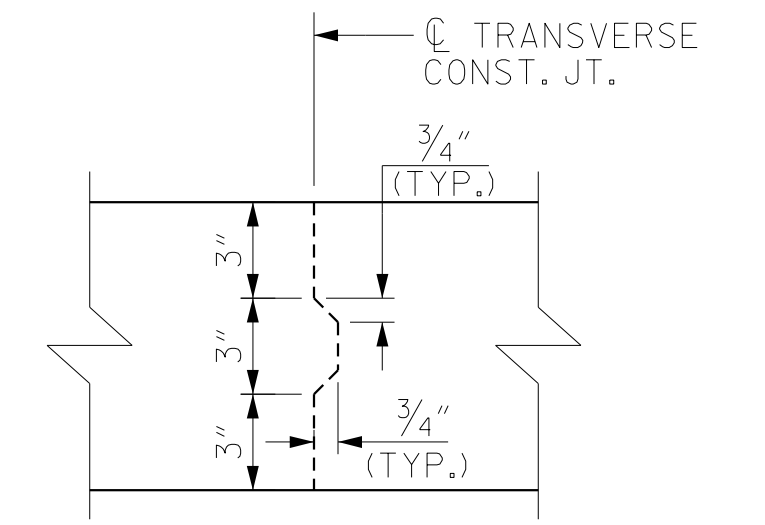 ℄ TRANSVERSE
CONST. JT.
3/4"
(TYP.)
3"
3"
3"
3/4"
(TYP.)